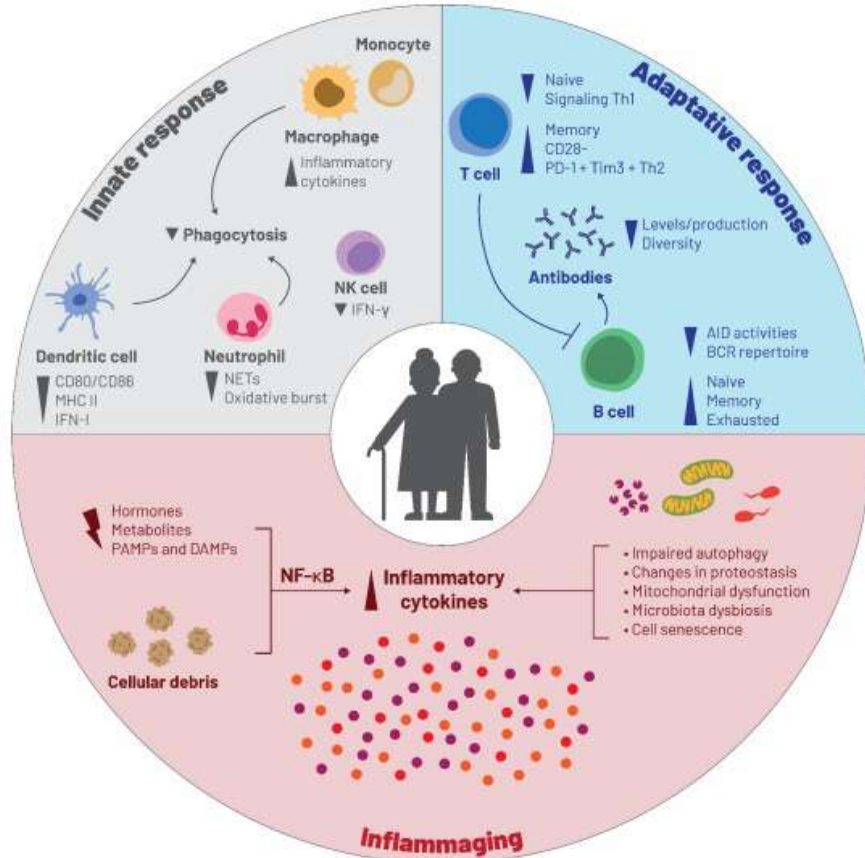 Innate response
Monocyte
Macrophage
Inflammatory
cytokines
Phagocytosis
NK cell
IFN-γ
Dendritic cell
CD80/CD86
MHC II
IFN-I
Neutrophil
NETs
Oxidative burst
Adaptative response
T cell
Naive
Signaling Th1
Memory
CD28-
PD-1 + Tim3 + Th2
Levels/production
Diversity
Antibodies
B cell
AID activities
BCR repertoire
Naive
Memory
Exhausted
Hormones
Metabolites
PAMPs and DAMPs
Cellular debris
NF-κB
Inflammatory
cytokines
• Impaired autophagy
• Changes in proteostasis
• Mitochondrial dysfunction
• Microbiota dysbiosis
• Cell senescence
Inflammaging